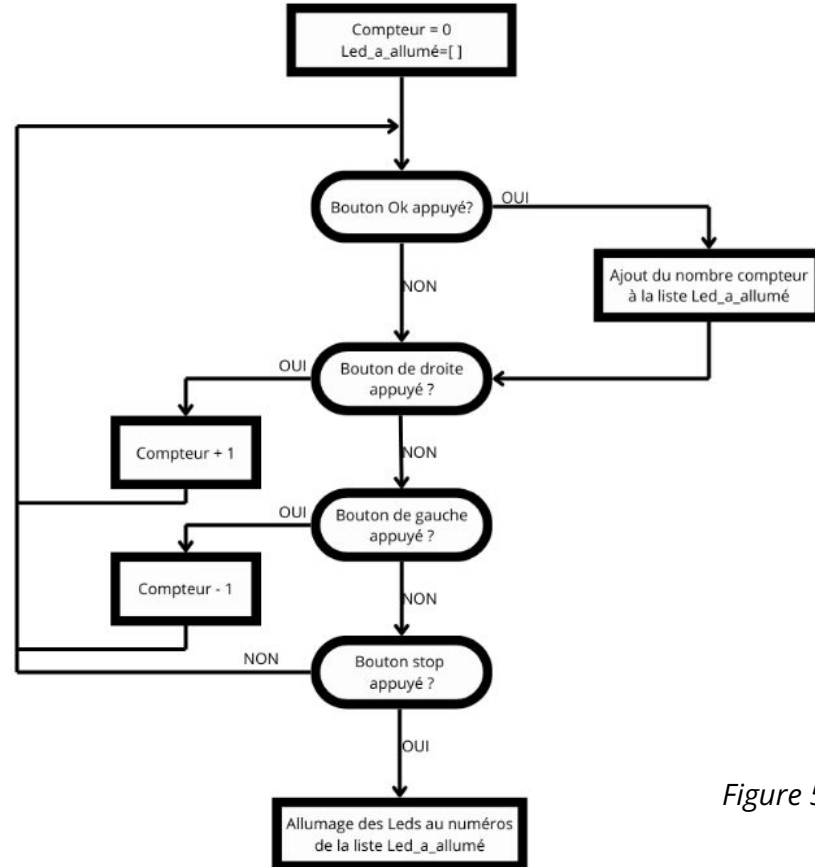 Compteur = 0
Led_a_allumé=[ ]
Bouton Ok appuyé?
OUI
Ajout du nombre compteur
à la liste Led_a_allumé
NON
Bouton de droite
appuyé ?
OUI
Compteur + 1
NON
Bouton de gauche
appuyé ?
OUI
Compteur - 1
NON
Bouton stop
appuyé ?
NON
OUI
Allumage des Leds au numéros
de la liste Led_a_allumé
Figure 5